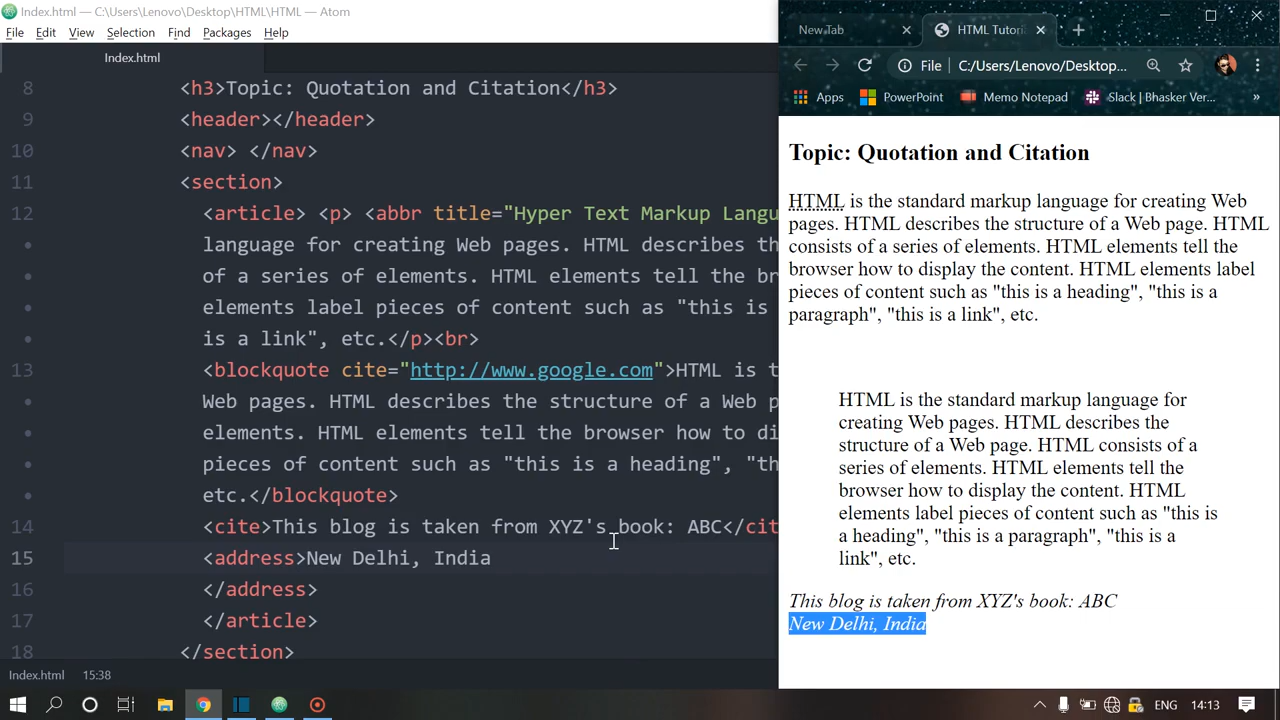 Index.html — C:\Users\Lenovo\Desktop\HTML\HTML — Atom
File Edit View Selection Find Packages Help
Index.html
8 <h3>Topic: Quotation and Citation</h3>
9 <header></header>
10 <nav> </nav>
11 <section>
12 <article> <p> <abbr title="Hyper Text Markup Langu
language for creating Web pages. HTML describes th
of a series of elements. HTML elements tell the br
elements label pieces of content such as "this is
is a link", etc.</p><br>
13 <blockquote cite="http://www.google.com">HTML is t
Web pages. HTML describes the structure of a Web p
elements. HTML elements tell the browser how to di
pieces of content such as "this is a heading", "th
etc.</blockquote>
14 <cite>This blog is taken from XYZ's book: ABC</cit
15 <address>New Delhi, India
16 </address>
17 </article>
18 </section>
Index.html 15:38
New Tab HTML Tutori
File C:/Users/Lenovo/Desktop...
Apps PowerPoint Memo Notepad Slack | Bhasker Ver... »
Topic: Quotation and Citation
HTML is the standard markup language for creating Web
pages. HTML describes the structure of a Web page. HTML
consists of a series of elements. HTML elements tell the
browser how to display the content. HTML elements label
pieces of content such as "this is a heading", "this is a
paragraph", "this is a link", etc.
HTML is the standard markup language for
creating Web pages. HTML describes the
structure of a Web page. HTML consists of a
series of elements. HTML elements tell the
browser how to display the content. HTML
elements label pieces of content such as "this is
a heading", "this is a paragraph", "this is a
link", etc.
This blog is taken from XYZ's book: ABC
New Delhi, India
ENG 14:13